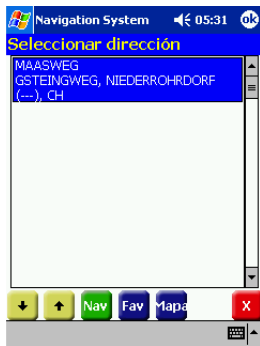 Navigation System 05:31 ok
Seleccionar dirección
MAASWEG
GSTEINGWEG, NIEDERROHRDORF
(---), CH
Nav Fav Mapa X